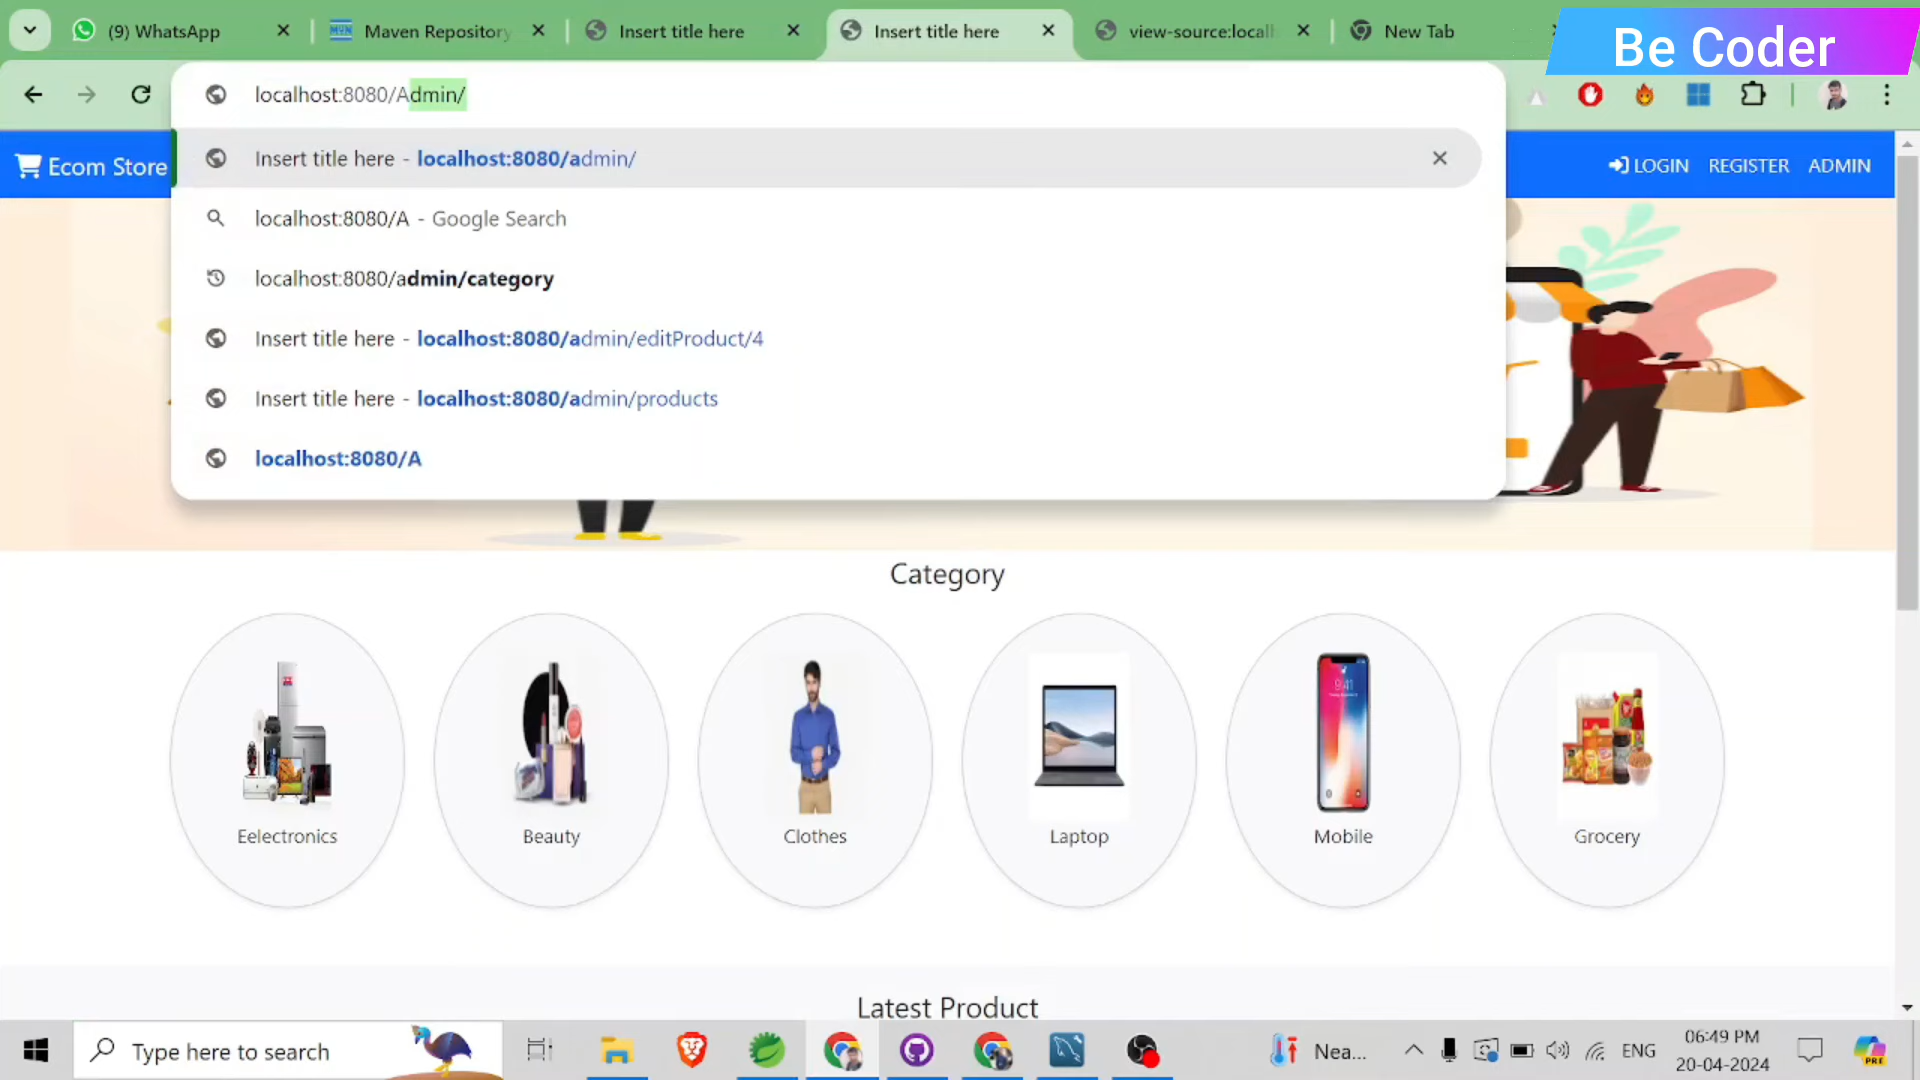 (9) WhatsApp
Maven Repository
Insert title here
Insert title here
view-source:locall
New Tab
Be Coder
localhost:8080/Admin/
Insert title here - localhost:8080/admin/
localhost:8080/A - Google Search
localhost:8080/admin/category
Insert title here - localhost:8080/admin/editProduct/4
Insert title here - localhost:8080/admin/products
localhost:8080/A
Ecom Store
LOGIN REGISTER ADMIN
Category
9:41
Eelectronics
Beauty
Clothes
Laptop
Mobile
Grocery
Latest Product
Type here to search
Nea...
ENG
06:49 PM
20-04-2024
PRE